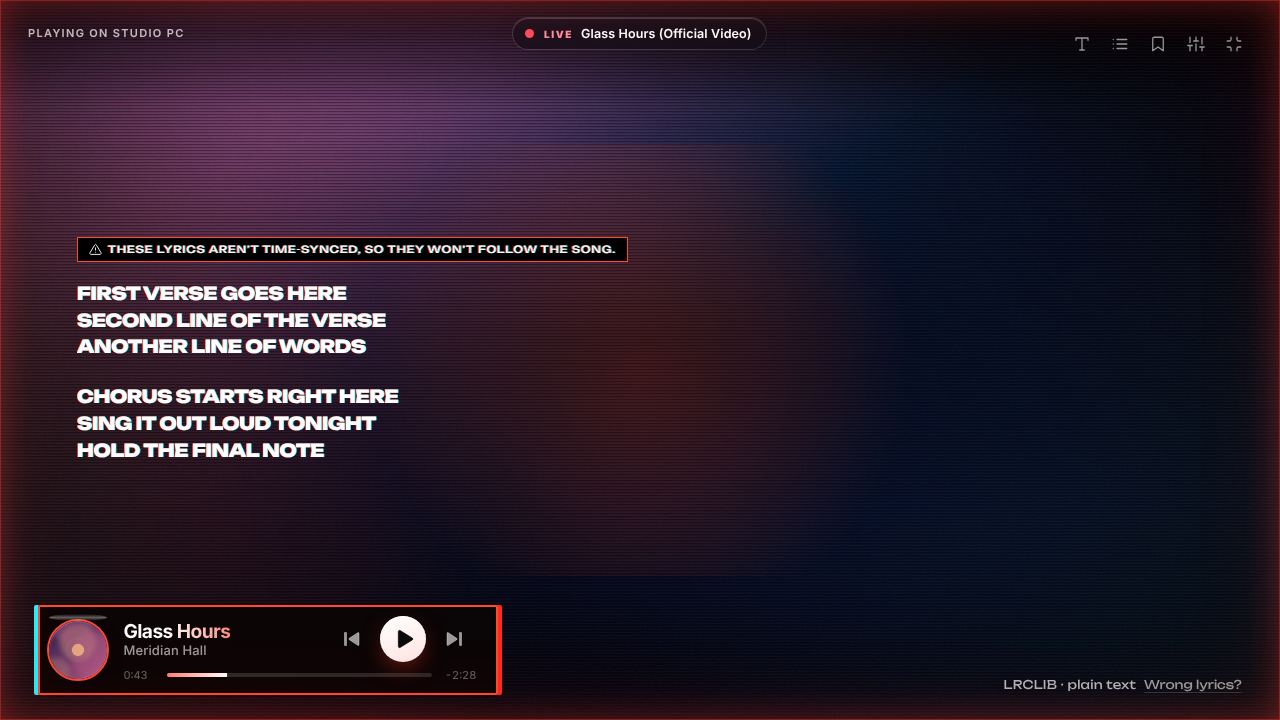 PLAYING ON STUDIO PC
LIVE Glass Hours (Official Video)
THESE LYRICS AREN'T TIME-SYNCED, SO THEY WON'T FOLLOW THE SONG.
FIRST VERSE GOES HERE
SECOND LINE OF THE VERSE
ANOTHER LINE OF WORDS
CHORUS STARTS RIGHT HERE
SING IT OUT LOUD TONIGHT
HOLD THE FINAL NOTE
Glass Hours
Meridian Hall
0:43 -2:28
LRCLIB · plain text Wrong lyrics?